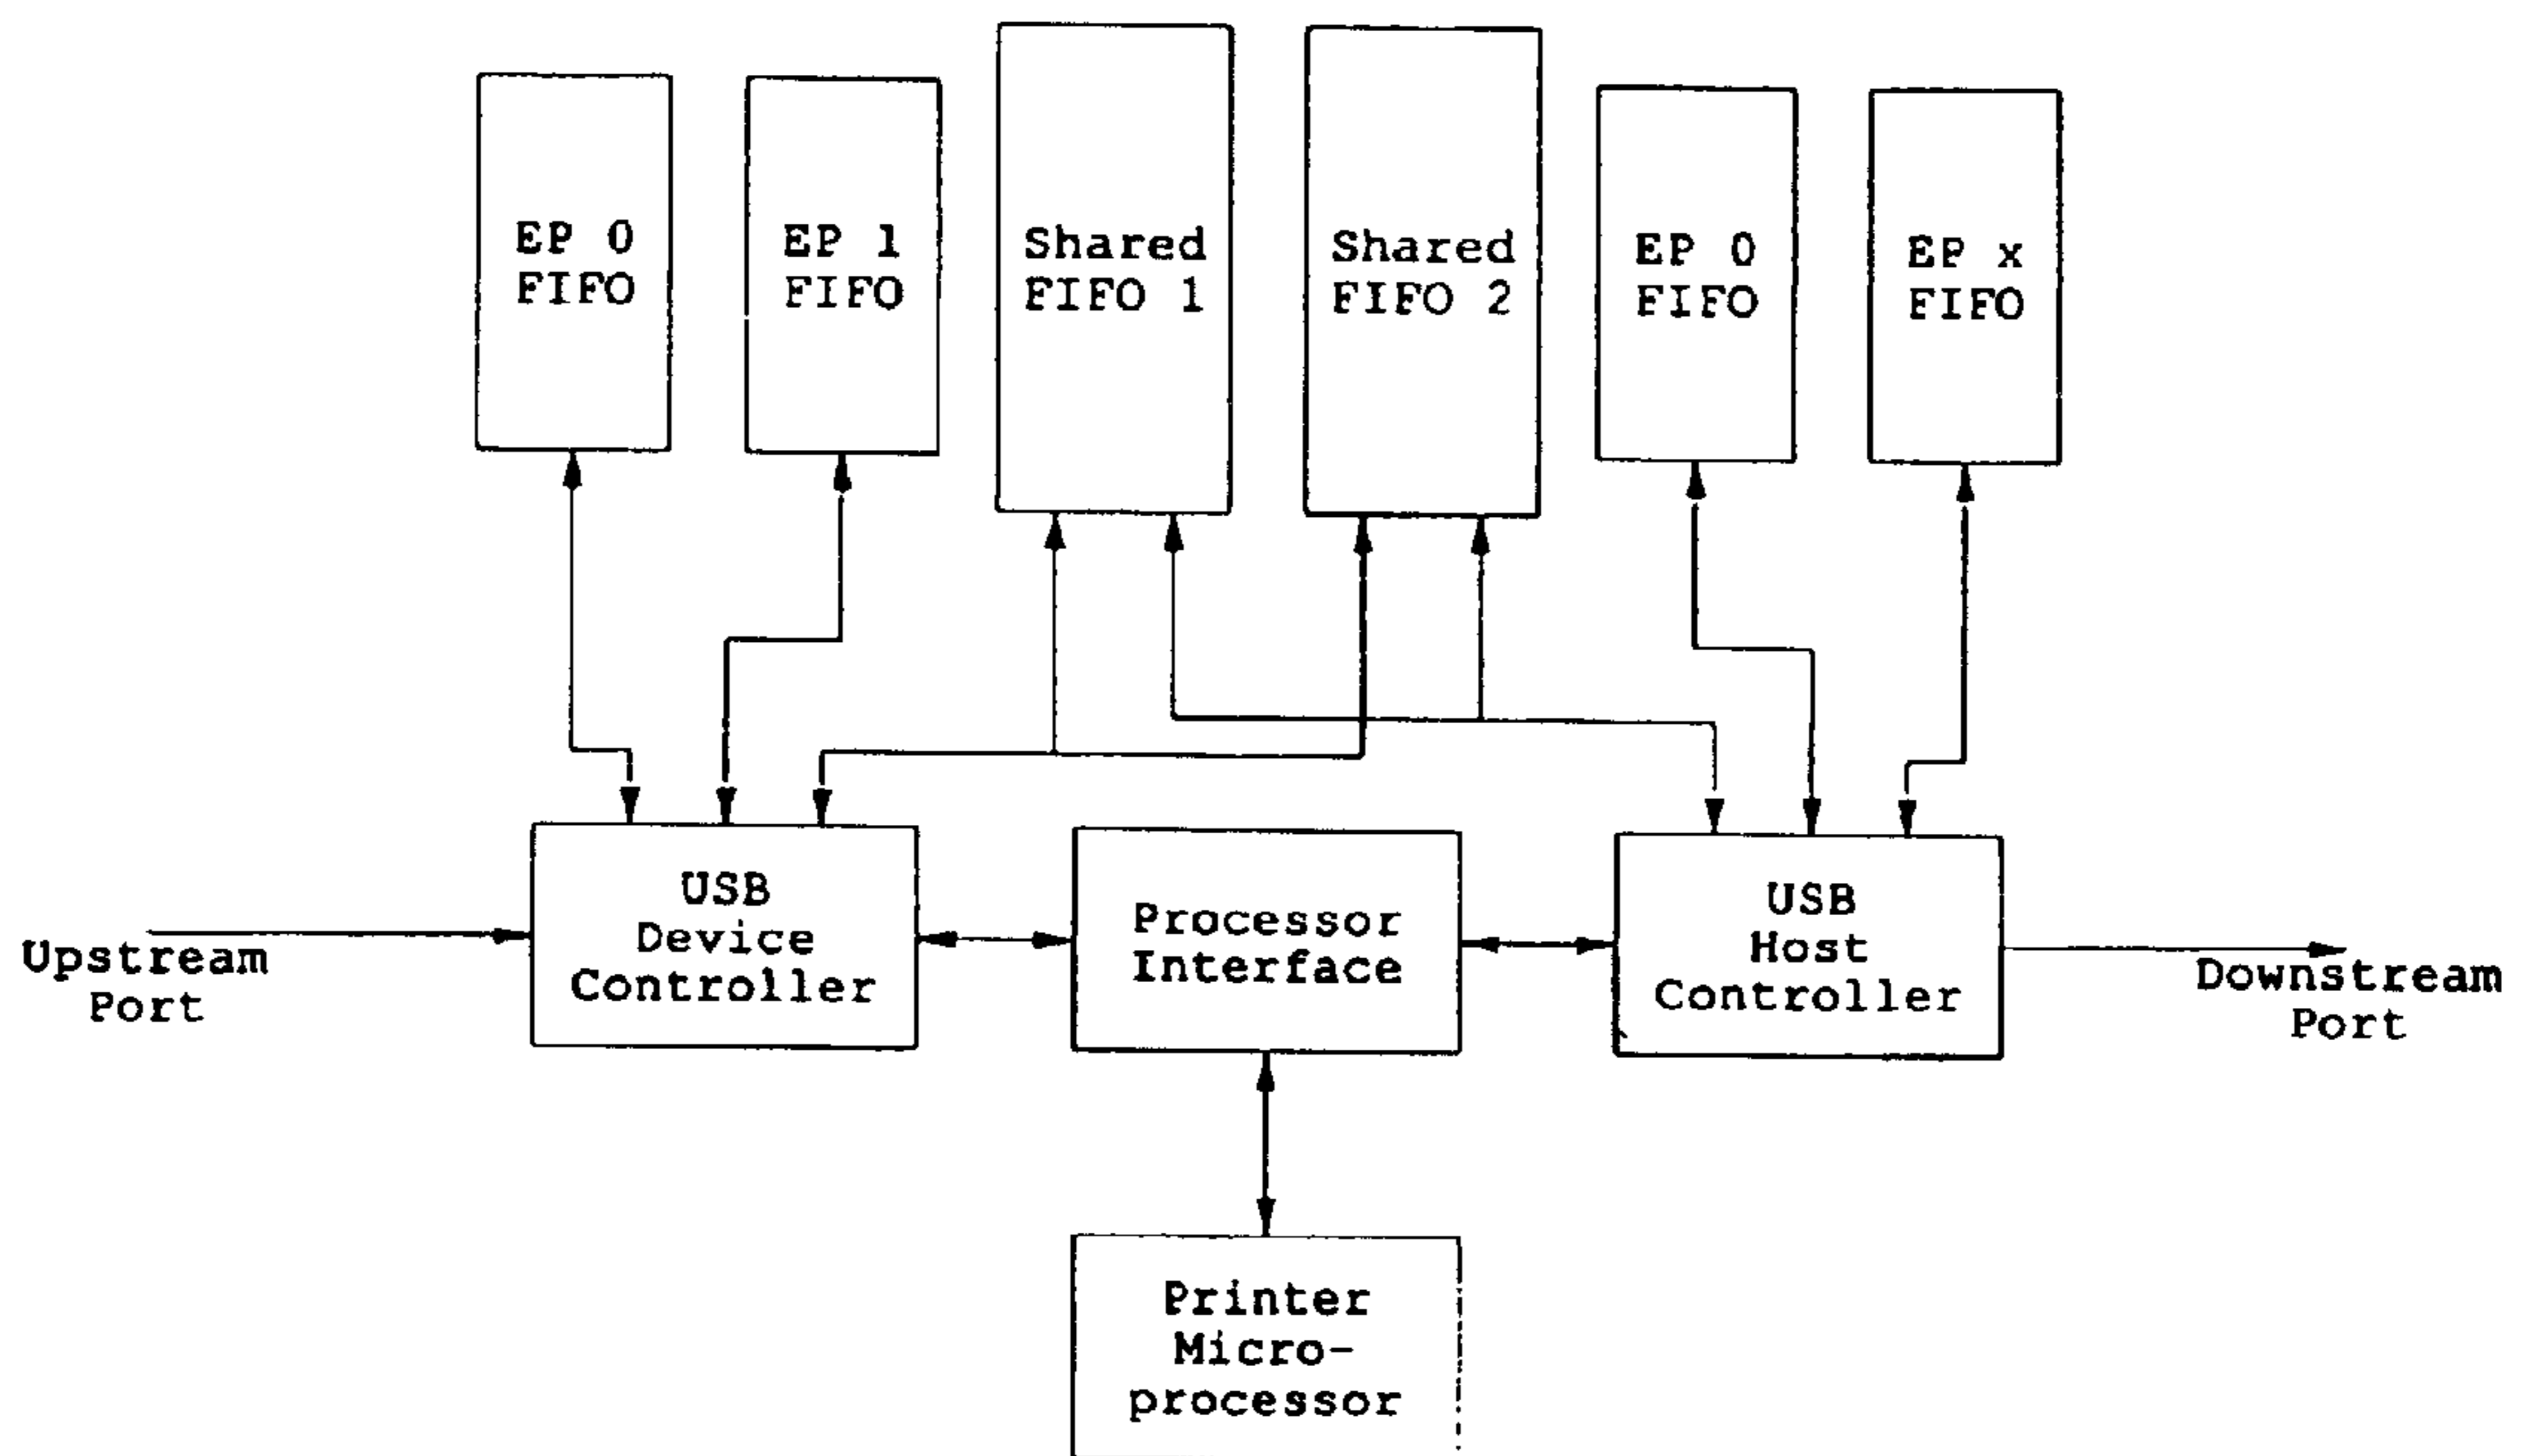 EP 0
FIFO
EP 1
FIFO
Shared
FIFO 1
Shared
FIFO 2
EP 0
FIFO
EP x
FIFO
Upstream
Port
USB
Device
Controller
Processor
Interface
USB
Host
Controller
Downstream
Port
Printer
Micro-
processor